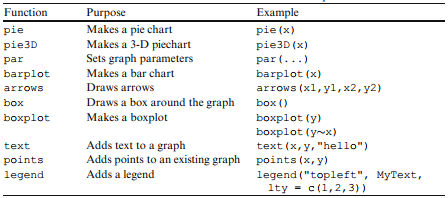 Function Purpose Example
pie Makes a pie chart pie(x)
pie3D Makes a 3-D piechart pie3D(x)
par Sets graph parameters par(...)
barplot Makes a bar chart barplot(x)
arrows Draws arrows arrows(x1,y1,x2,y2)
box Draws a box around the graph box()
boxplot Makes a boxplot boxplot(y)
boxplot(y~x)
text Adds text to a graph text(x,y,"hello")
points Adds points to an existing graph points(x,y)
legend Adds a legend legend("topleft", MyText,
lty = c(1,2,3))